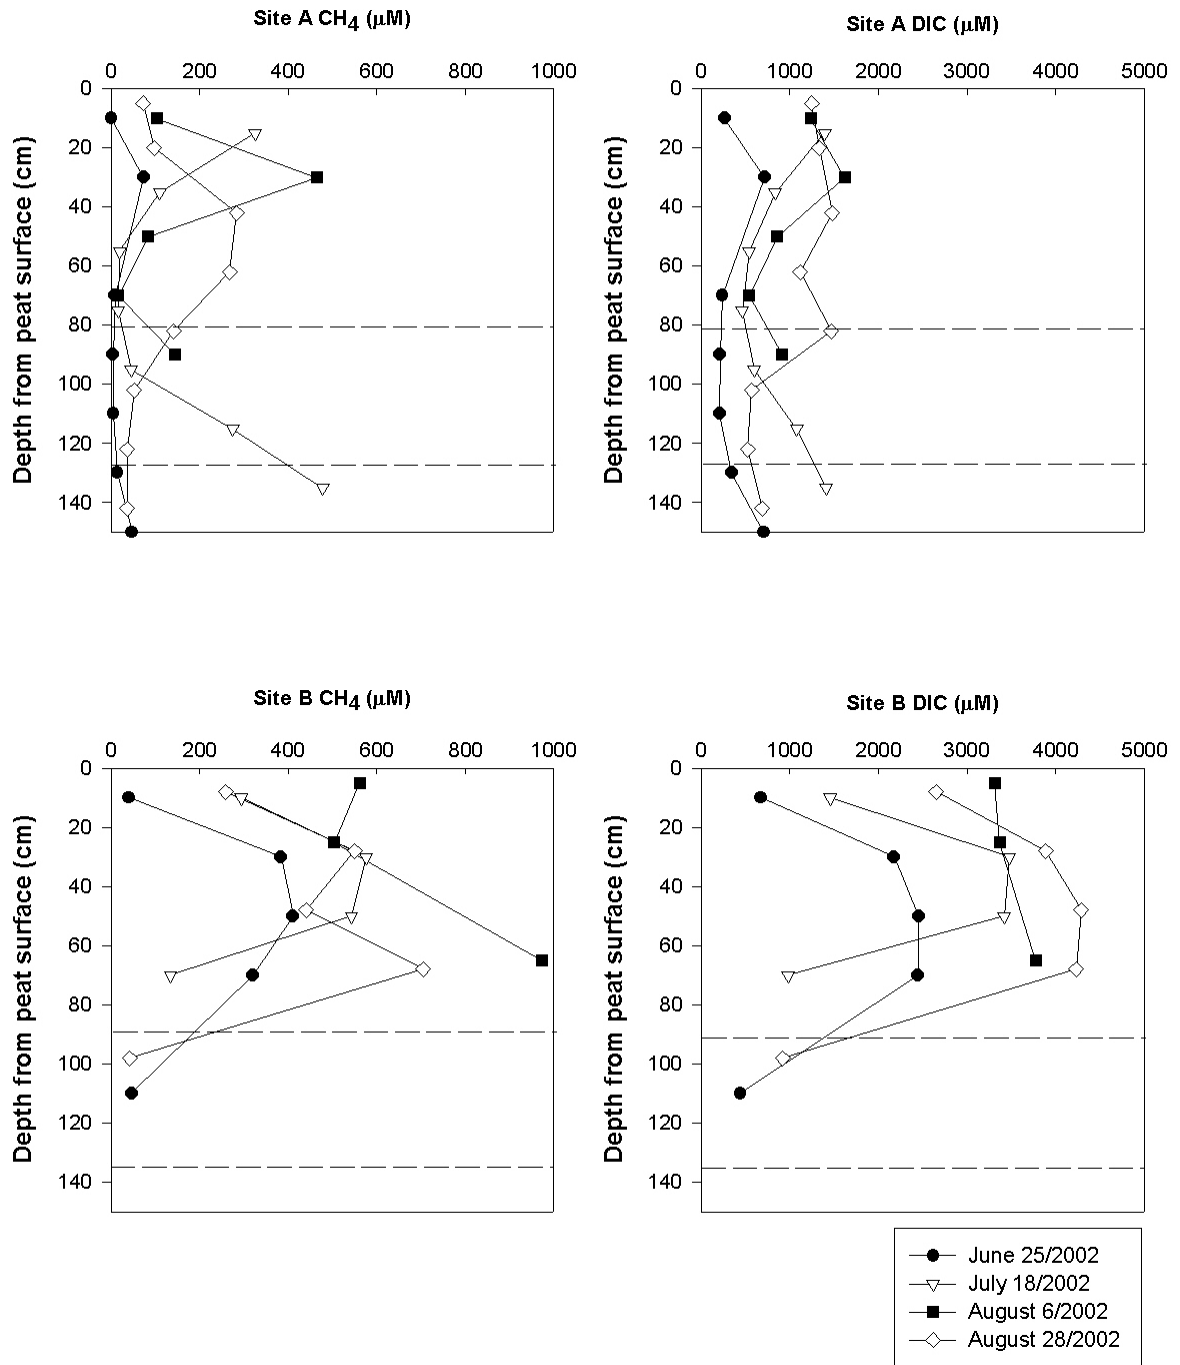 Site A CH4 (μM)
0 200 400 600 800 1000
0
20
40
60
80
100
120
140
Depth from peat surface (cm)
Site A DIC (μM)
0 1000 2000 3000 4000 5000
0
20
40
60
80
100
120
140
Depth from peat surface (cm)
Site B CH4 (μM)
0 200 400 600 800 1000
0
20
40
60
80
100
120
140
Depth from peat surface (cm)
Site B DIC (μM)
0 1000 2000 3000 4000 5000
0
20
40
60
80
100
120
140
Depth from peat surface (cm)
June 25/2002
July 18/2002
August 6/2002
August 28/2002